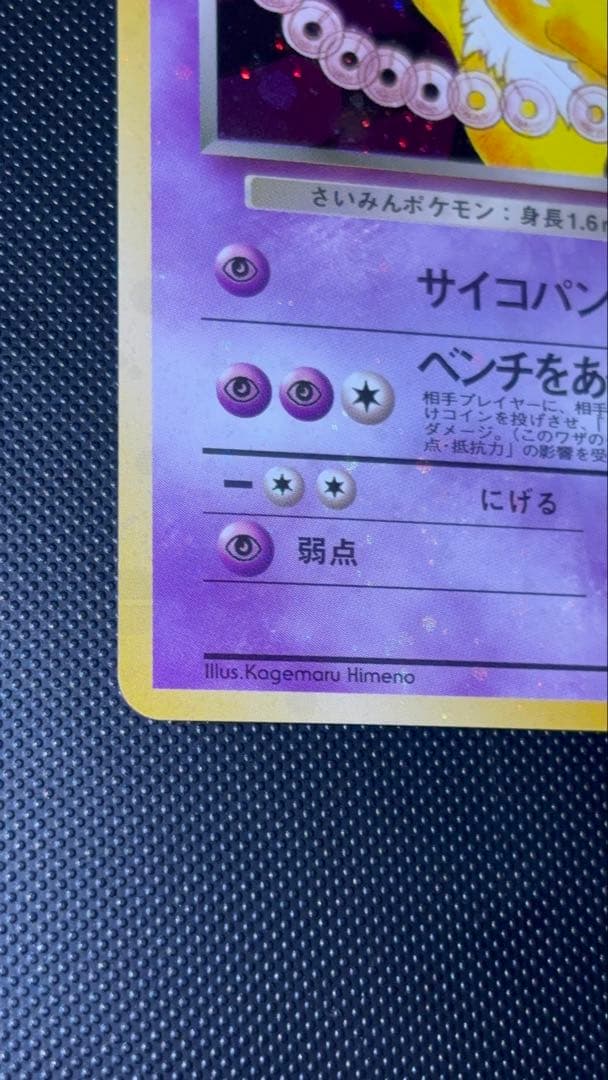 さいみんポケモン：身長1.6
サイコパン
ベンチをあ
相手プレイヤーに、相手
けコインを投げさせ、「
ダメージ。（このワザの
点・抵抗力」の影響を受
にげる
弱点
Illus.Kagemaru Himeno